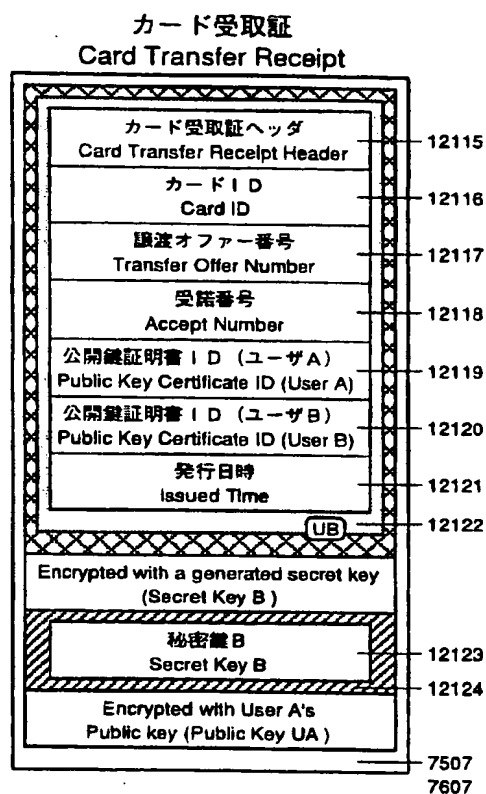 カード受取証
Card Transfer Receipt
カード受取証ヘッダ
Card Transfer Receipt Header
12115
カードID
Card ID
12116
譲渡オファー番号
Transfer Offer Number
12117
受諾番号
Accept Number
12118
公開鍵証明書ID（ユーザA）
Public Key Certificate ID (User A)
12119
公開鍵証明書ID（ユーザB）
Public Key Certificate ID (User B)
12120
発行日時
Issued Time
12121
UB
12122
Encrypted with a generated secret key
(Secret Key B )
秘密鍵B
Secret Key B
12123
12124
Encrypted with User A's
Public key (Public Key UA )
7507
7607